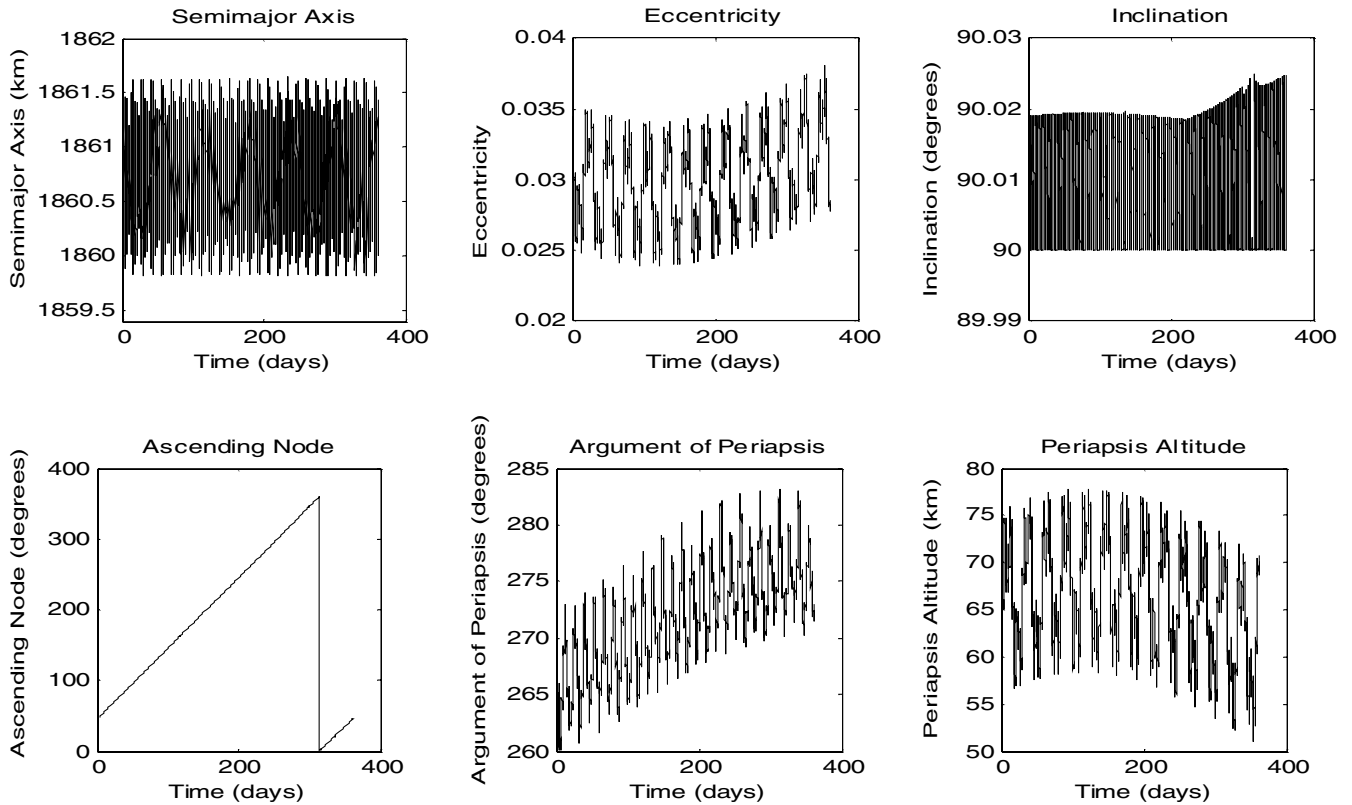 Semimajor Axis
1862
1861.5
1861
1860.5
1860
1859.5
Semimajor Axis (km)
0
200
400
Time (days)
Eccentricity
0.04
0.035
0.03
0.025
0.02
Eccentricity
0
200
400
Time (days)
Inclination
90.03
90.02
90.01
90
89.99
Inclination (degrees)
0
200
400
Time (days)
Ascending Node
400
300
200
100
0
Ascending Node (degrees)
0
200
400
Time (days)
Argument of Periapsis
285
280
275
270
265
260
Argument of Periapsis (degrees)
0
200
400
Time (days)
Periapsis Altitude
80
75
70
65
60
55
50
Periapsis Altitude (km)
0
200
400
Time (days)